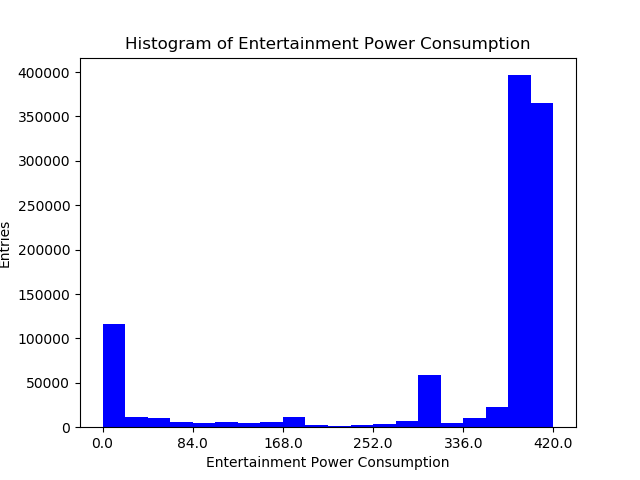 Histogram of Entertainment Power Consumption
400000
350000
300000
250000
200000
150000
100000
50000
0
Entries
0.0 84.0 168.0 252.0 336.0 420.0
Entertainment Power Consumption